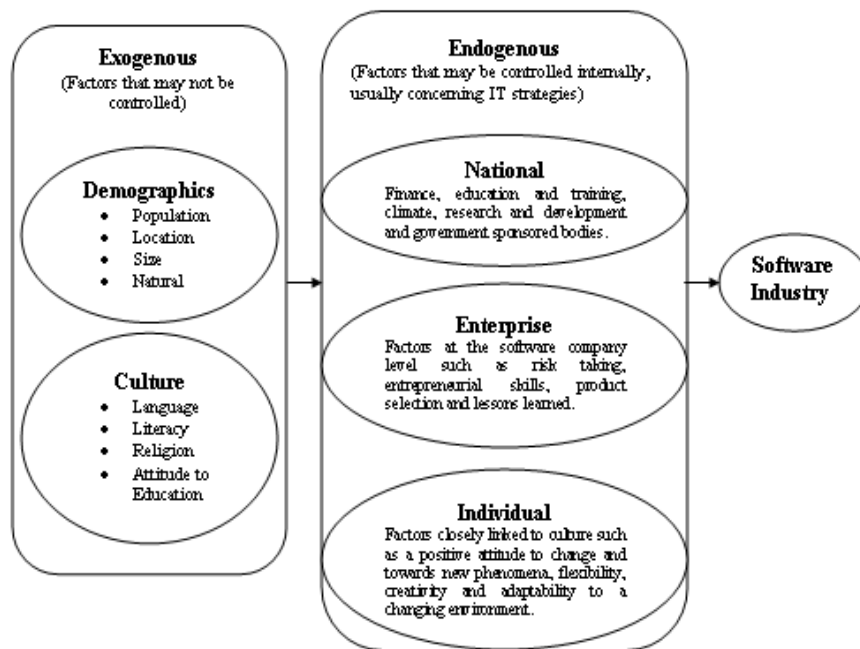 Exogenous
(Factors that may not be
controlled)
Demographics
• Population
• Location
• Size
• Natural
Culture
• Language
• Literacy
• Religion
• Attitude to
Education
Endogenous
(Factors that may be controlled internally,
usually concerning IT strategies)
National
Finance, education and training,
climate, research and development
and government sponsored bodies.
Enterprise
Factors at the software company
level such as risk taking,
entrepreneurial skills, product
selection and lessons learned.
Individual
Factors closely linked to culture such
as a positive attitude to change and
towards new phenomena, flexibility,
creativity and adaptability to a
changing environment.
Software
Industry